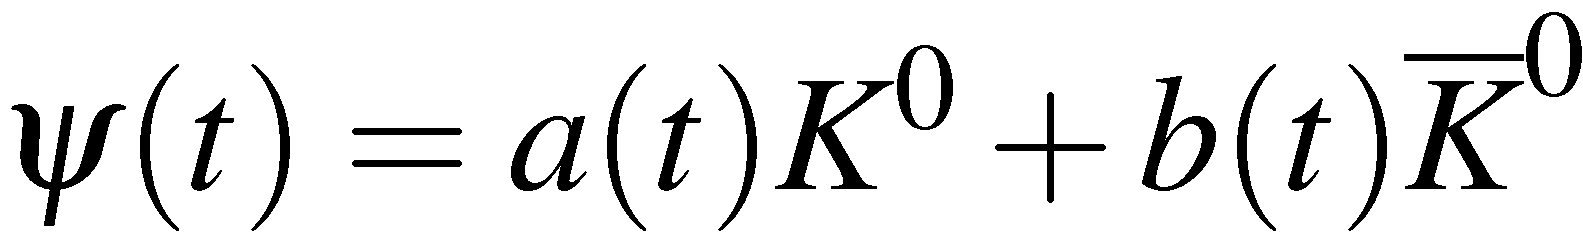 ψ(t) = a(t)K⁰ + b(t)K̅⁰